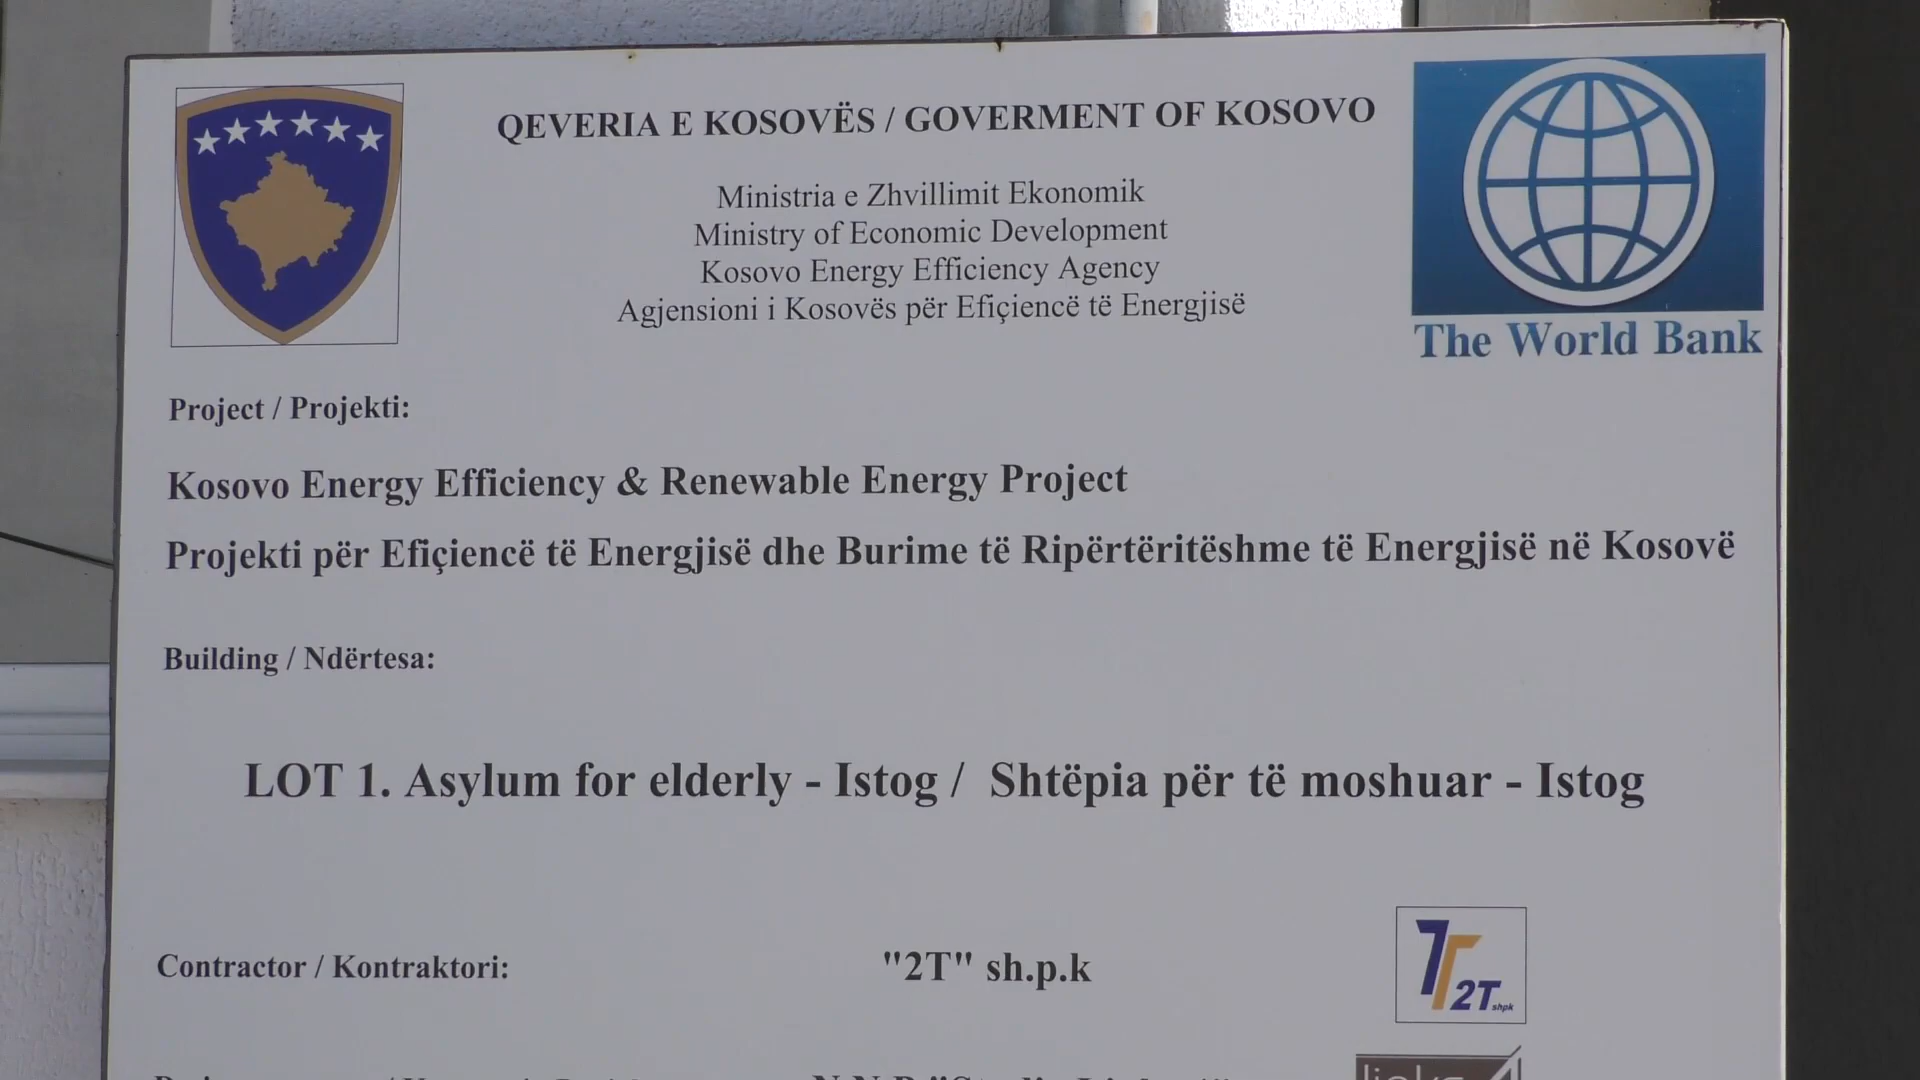 QEVERIA E KOSOVËS / GOVERMENT OF KOSOVO
Ministria e Zhvillimit Ekonomik
Ministry of Economic Development
Kosovo Energy Efficiency Agency
Agjensioni i Kosovës për Efiçiencë të Energjisë
The World Bank
Project / Projekti:
Kosovo Energy Efficiency & Renewable Energy Project
Projekti për Efiçiencë të Energjisë dhe Burime të Ripërtëritëshme të Energjisë në Kosovë
Building / Ndërtesa:
LOT 1. Asylum for elderly - Istog / Shtëpia për të moshuar - Istog
Contractor / Kontraktori: "2T" sh.p.k
2T shpk